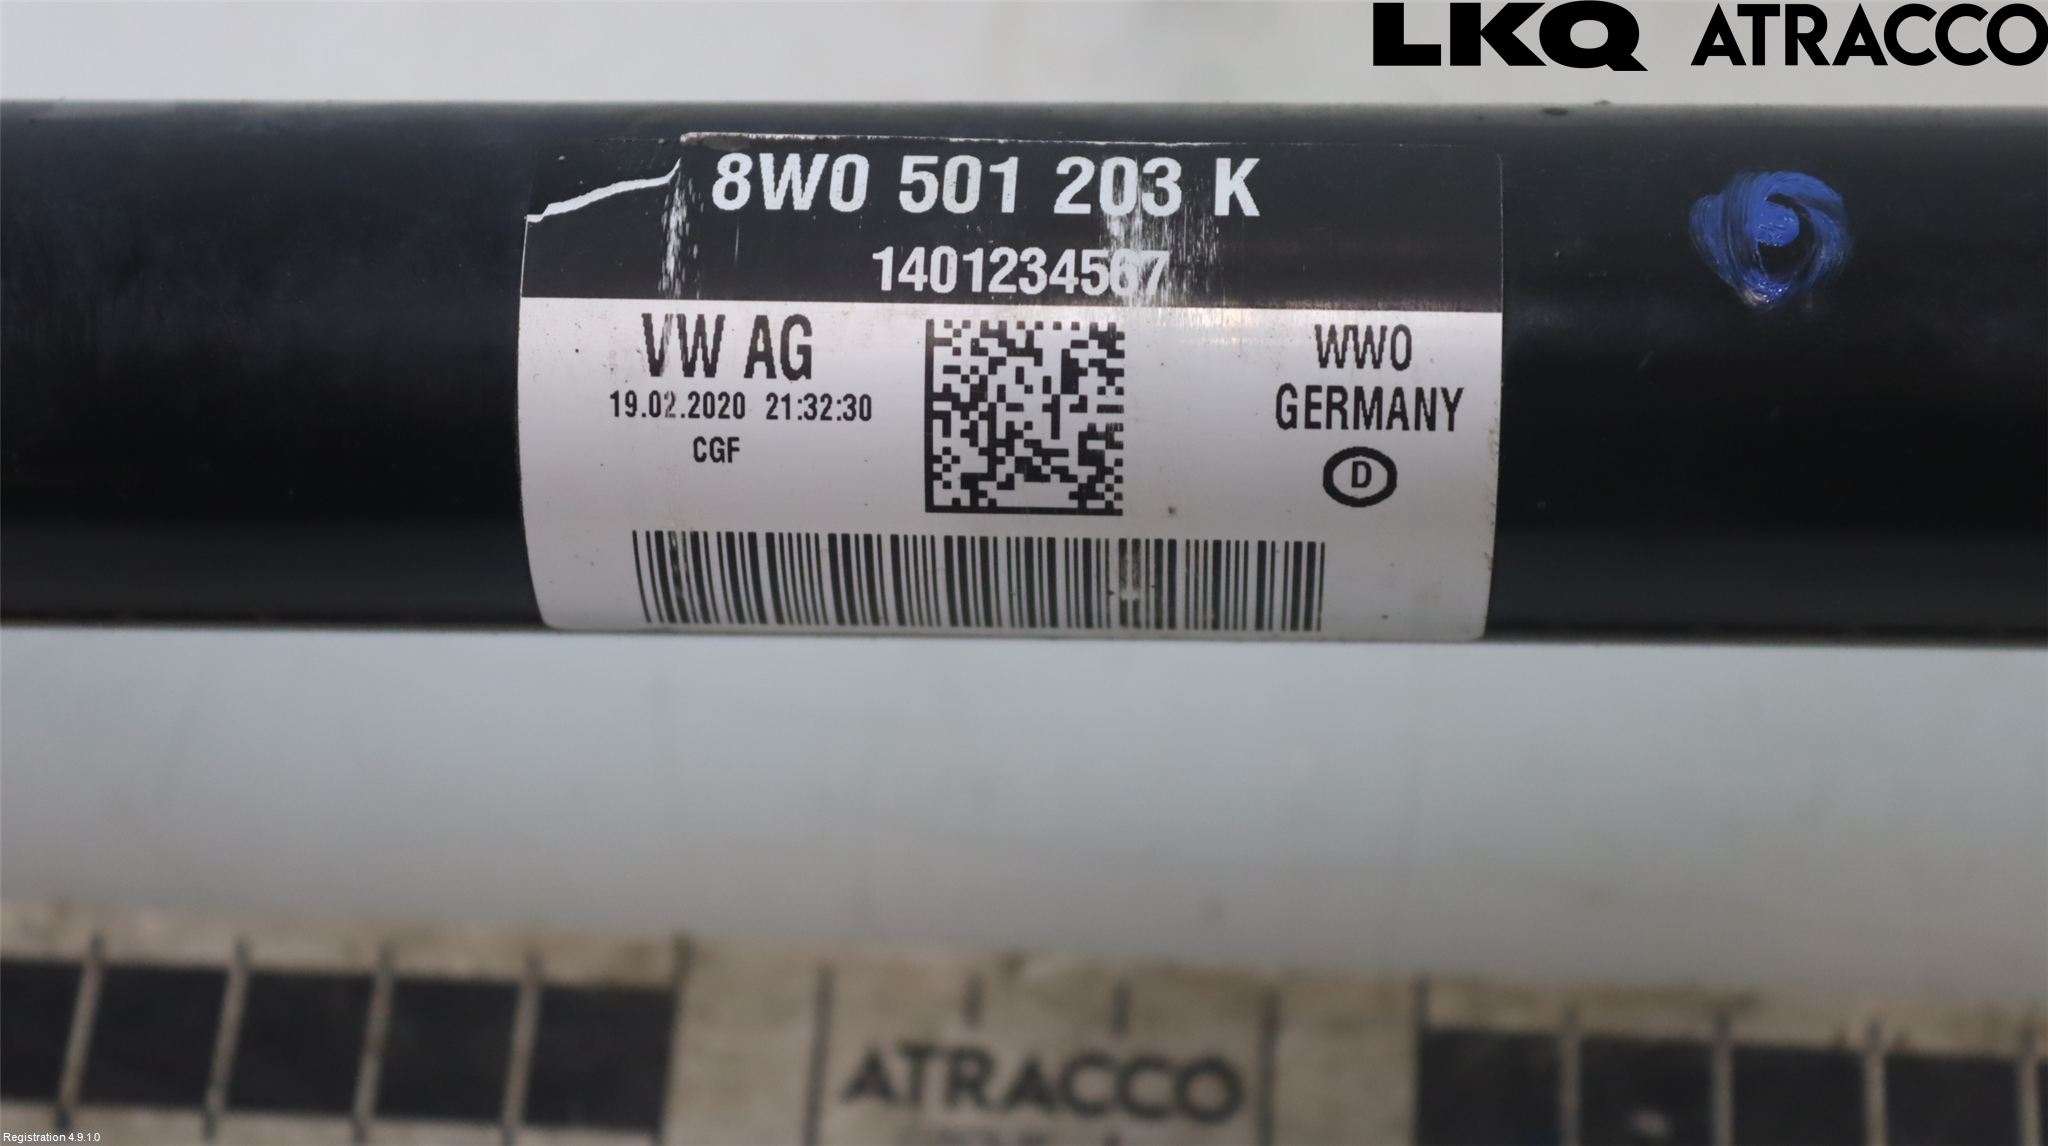 LKQ ATRACCO
8W0 501 203 K
1401234567
VW AG
19.02.2020 21:32:30
CGF
WWO
GERMANY
D
ATRACCO
Registration 4.9.1.0